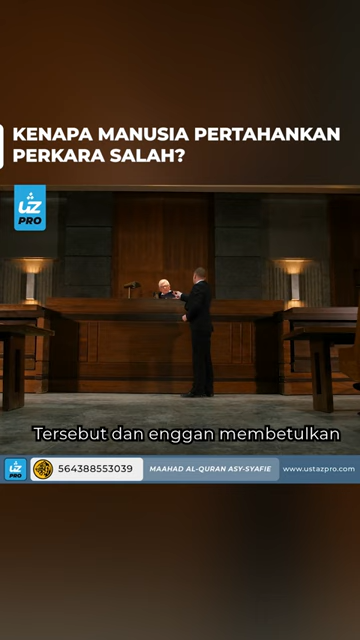 KENAPA MANUSIA PERTAHANKAN
PERKARA SALAH?
UZ
PRO
Tersebut dan enggan membetulkan
UZ
PRO
564388553039
MAAHAD AL-QURAN ASY-SYAFIE
www.ustazpro.com